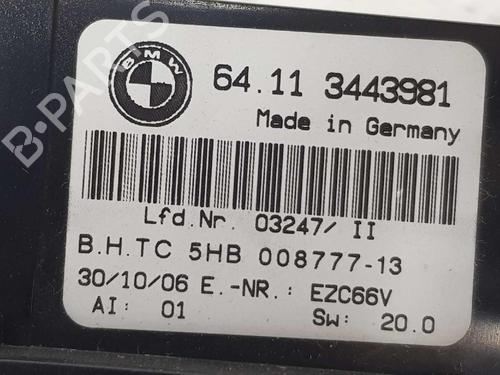 BMW
64.11 3443981
Made in Germany
Lfd.Nr. 03247/ II
B.H.TC 5HB 008777-13
30/10/06 E.-NR.: EZC66V
AI: 01 SW: 20.0
B-PARTS